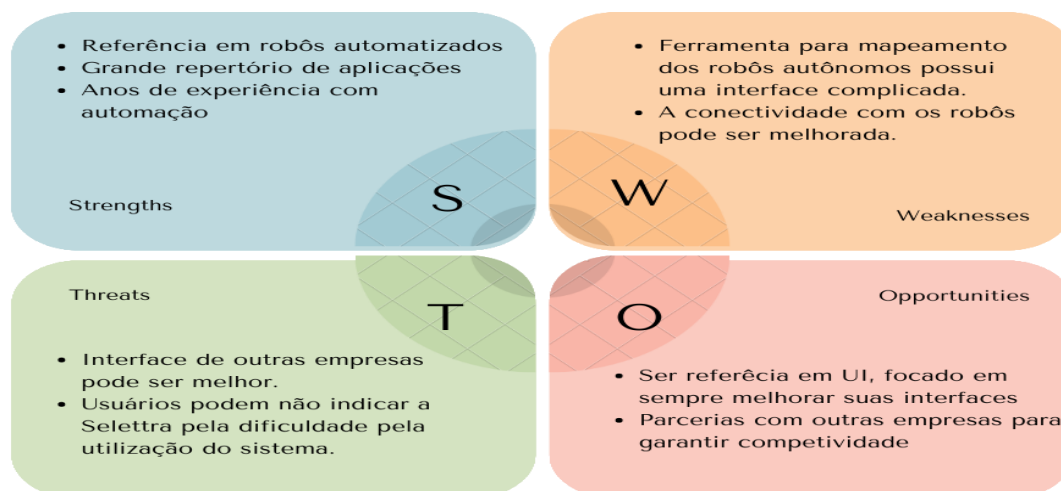 • Referência em robôs automatizados
• Grande repertório de aplicações
• Anos de experiência com
automação
Strengths
S
• Ferramenta para mapeamento
dos robôs autônomos possui
uma interface complicada.
• A conectividade com os robôs
pode ser melhorada.
W
Weaknesses
Threats
T
• Interface de outras empresas
pode ser melhor.
• Usuários podem não indicar a
Selettra pela dificuldade pela
utilização do sistema.
Opportunities
O
• Ser referêcia em UI, focado em
sempre melhorar suas interfaces
• Parcerias com outras empresas para
garantir competividade